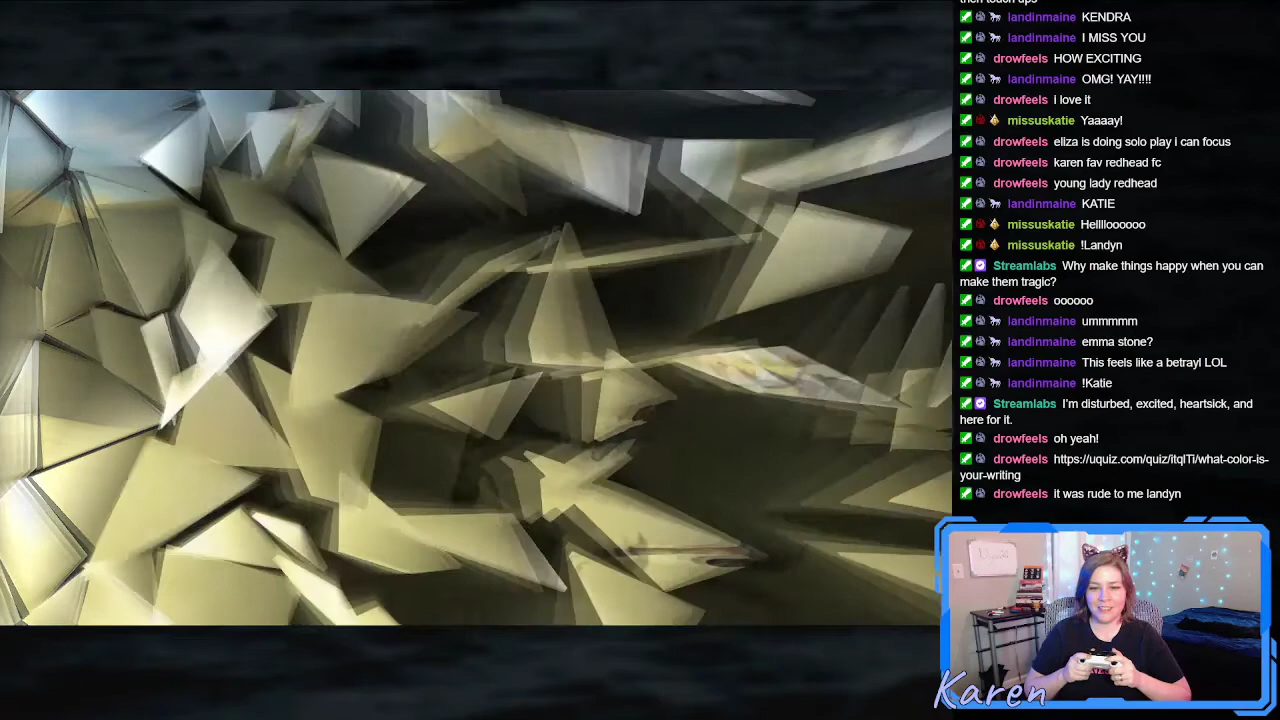 landinmaine KENDRA
landinmaine I MISS YOU
drowfeels HOW EXCITING
landinmaine OMG! YAY!!!!
drowfeels i love it
missuskatie Yaaaay!
drowfeels eliza is doing solo play i can focus
drowfeels karen fav redhead fc
drowfeels young lady redhead
landinmaine KATIE
missuskatie Helllloooooo
missuskatie !Landyn
Streamlabs Why make things happy when you can
make them tragic?
drowfeels oooooo
landinmaine ummmmm
landinmaine emma stone?
landinmaine This feels like a betrayl LOL
landinmaine !Katie
Streamlabs I'm disturbed, excited, heartsick, and
here for it.
drowfeels oh yeah!
drowfeels https://uquiz.com/quiz/itqlTi/what-color-is-
your-writing
drowfeels it was rude to me landyn
Karen